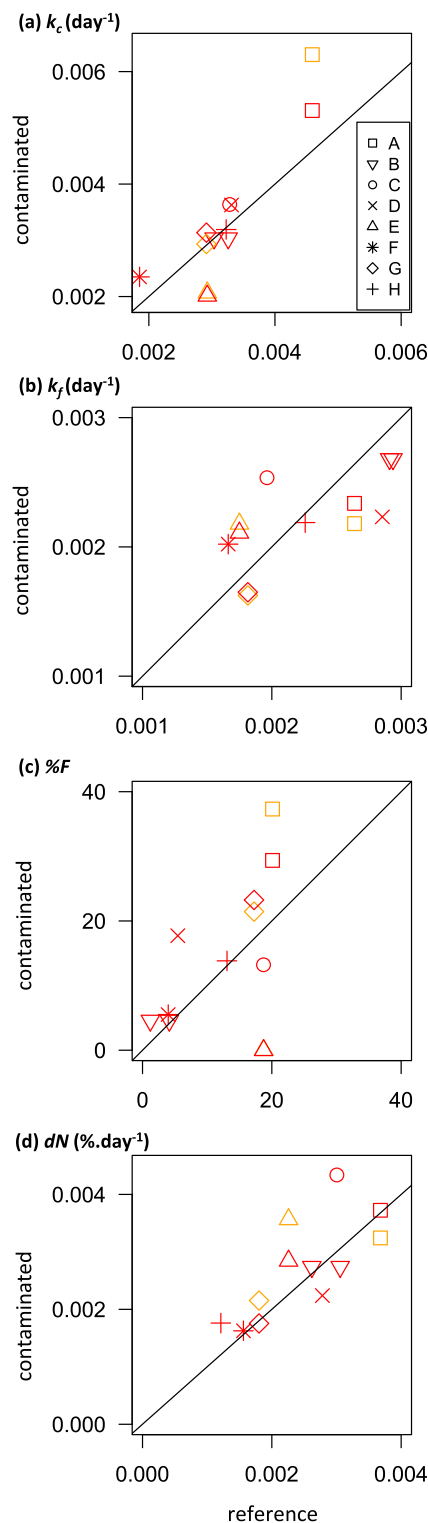 (a) kc (day-1)
contaminated
0.006
0.004
0.002
A
B
C
D
E
F
G
H
0.002 0.004 0.006
(b) kf (day-1)
contaminated
0.003
0.002
0.001
0.001 0.002 0.003
(c) %F
contaminated
40
20
0
0 20 40
(d) dN (%.day-1)
contaminated
0.004
0.002
0.000
0.000 0.002 0.004
reference